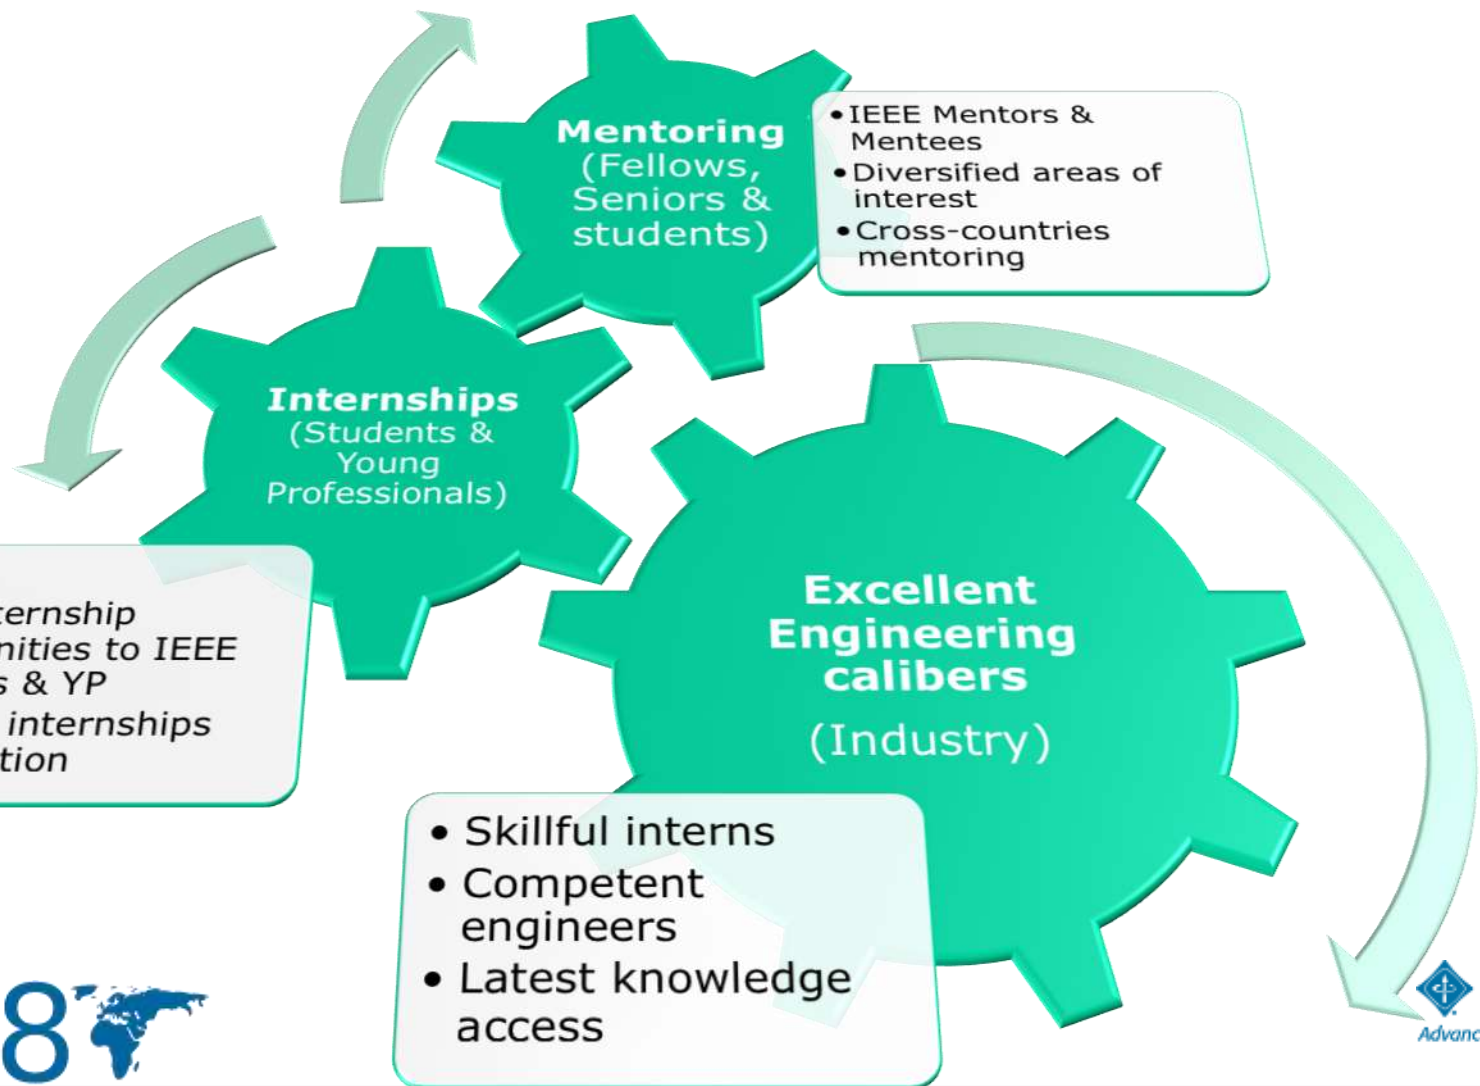 Mentoring
(Fellows,
Seniors &
students)
•IEEE Mentors &
Mentees
•Diversified areas of
interest
•Cross-countries
mentoring
Internships
(Students &
Young
Professionals)
ternship
nities to IEEE
s & YP
internships
tion
Excellent
Engineering
calibers
(Industry)
• Skillful interns
• Competent
engineers
• Latest knowledge
access
8
Advanc